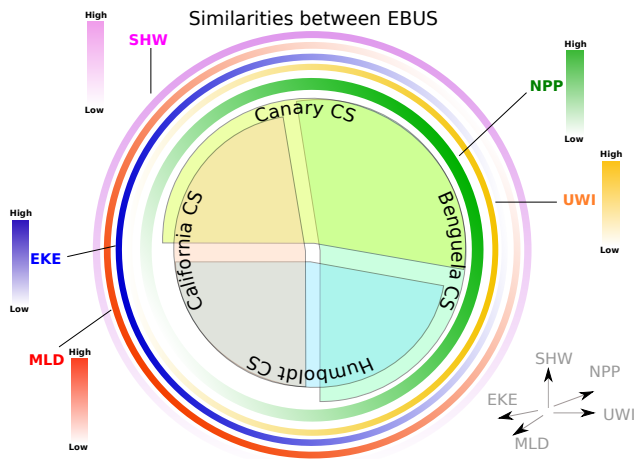 Similarities between EBUS
High
SHW
Low
High
NPP
Low
Canary CS
High
UWI
Low
California CS
Benguela CS
High
EKE
Low
Humboldt CS
MLD
High
Low
SHW
NPP
EKE
UWI
MLD